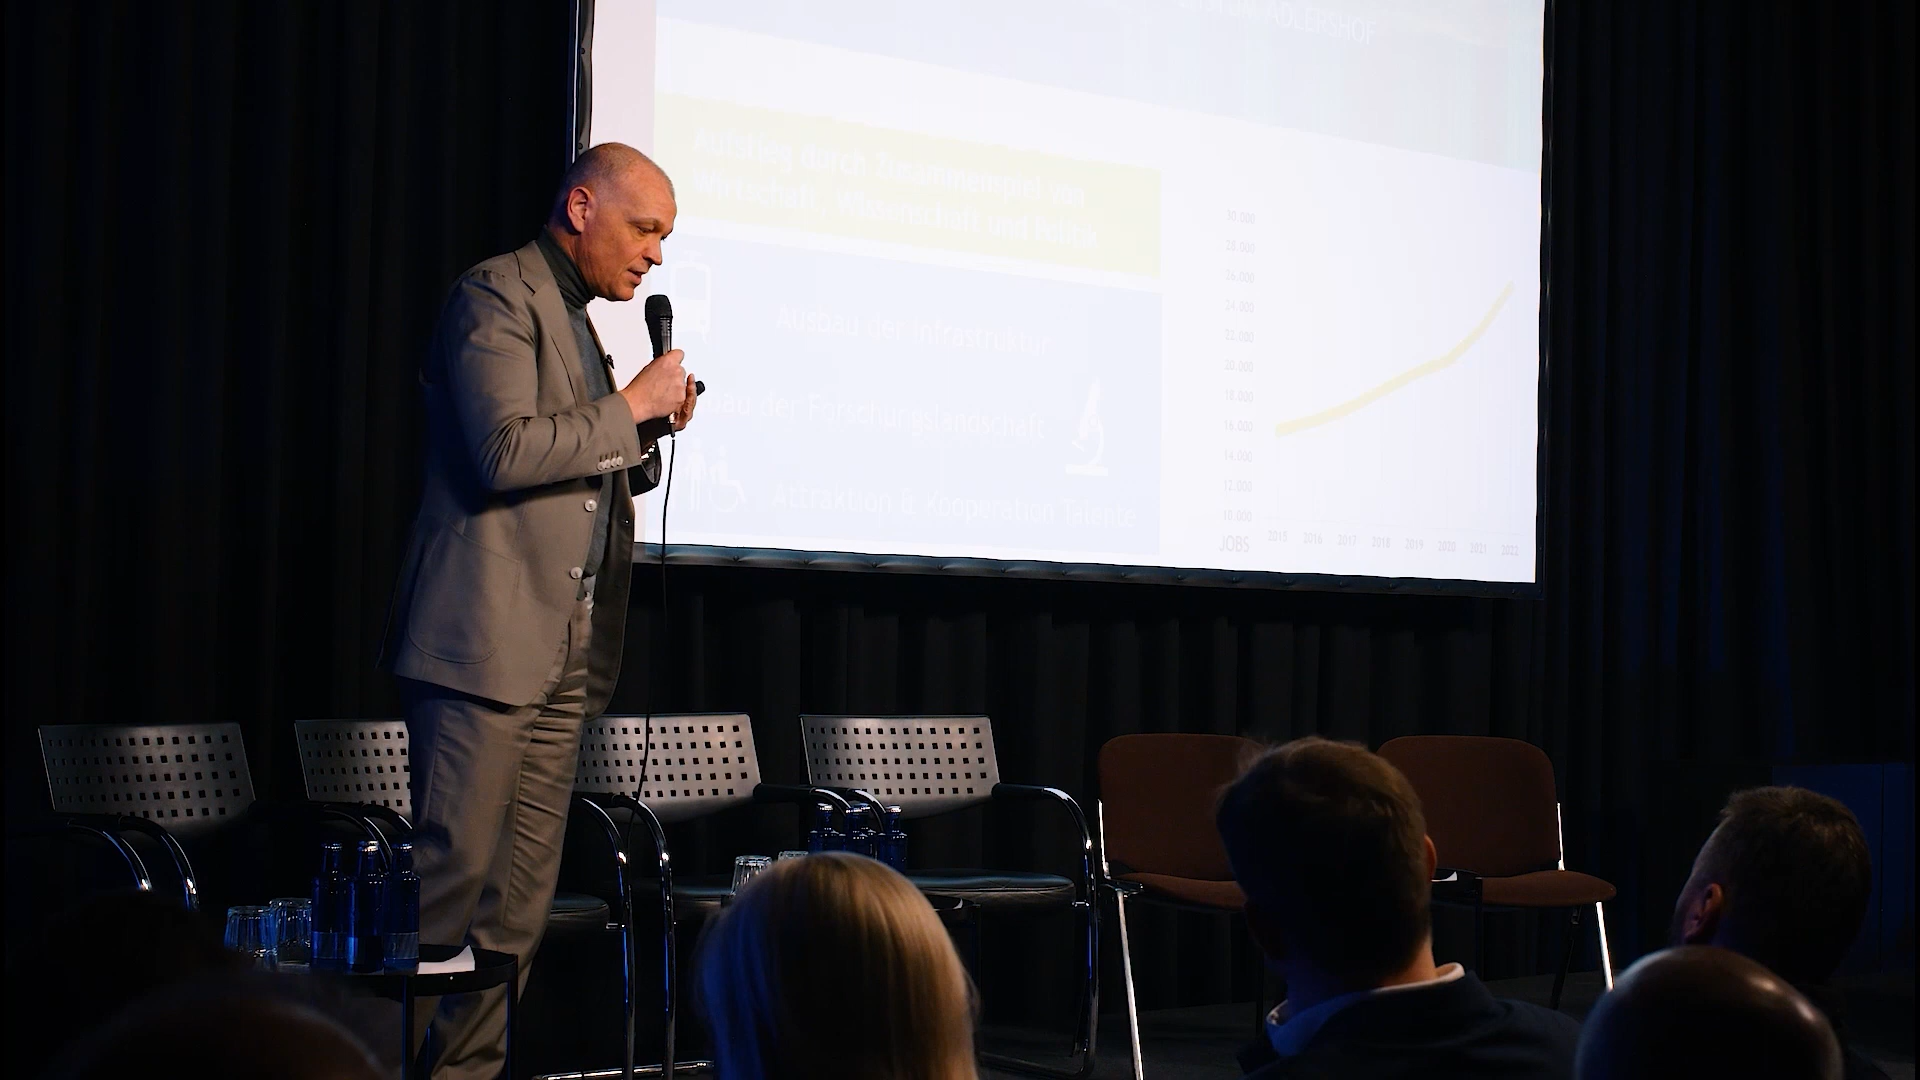 ADLERSHOF
Aufstieg durch Zusammenspiel von
Wirtschaft, Wissenschaft und Politik
Ausbau der Infrastruktur
bau der Forschungslandschaft
Attraktion & Kooperation Talente
30.000
28.000
26.000
24.000
22.000
20.000
18.000
16.000
14.000
12.000
10.000
JOBS 2015 2016 2017 2018 2019 2020 2021 2022